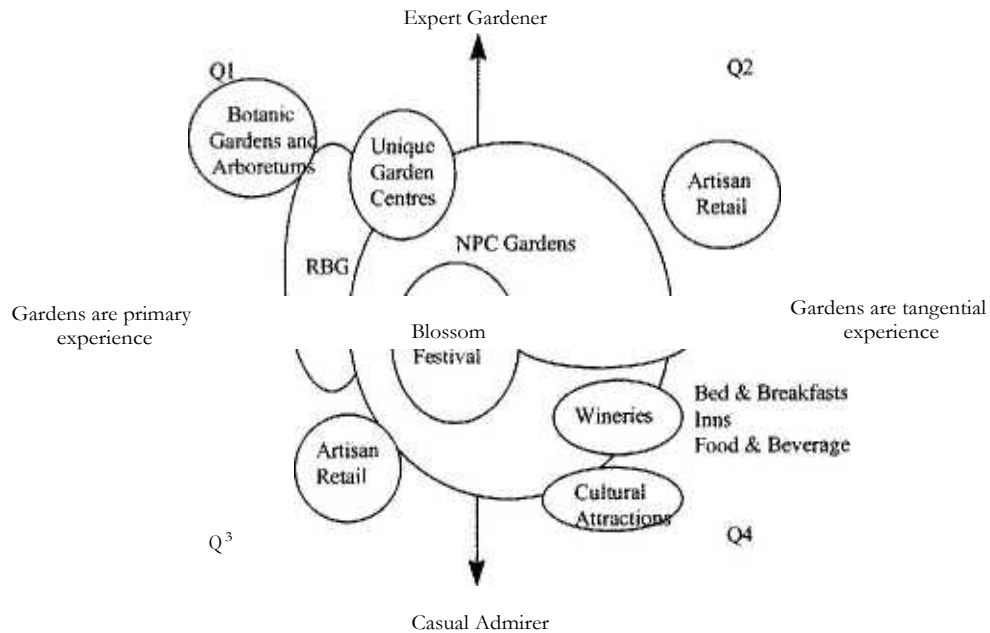 Expert Gardener
Q1
Q2
Botanic
Gardens and
Arboretums
Unique
Garden
Centres
Artisan
Retail
NPC Gardens
RBG
Gardens are primary
experience
Blossom
Festival
Gardens are tangential
experience
Wineries
Bed & Breakfasts
Inns
Food & Beverage
Artisan
Retail
Cultural
Attractions
Q3
Q4
Casual Admirer